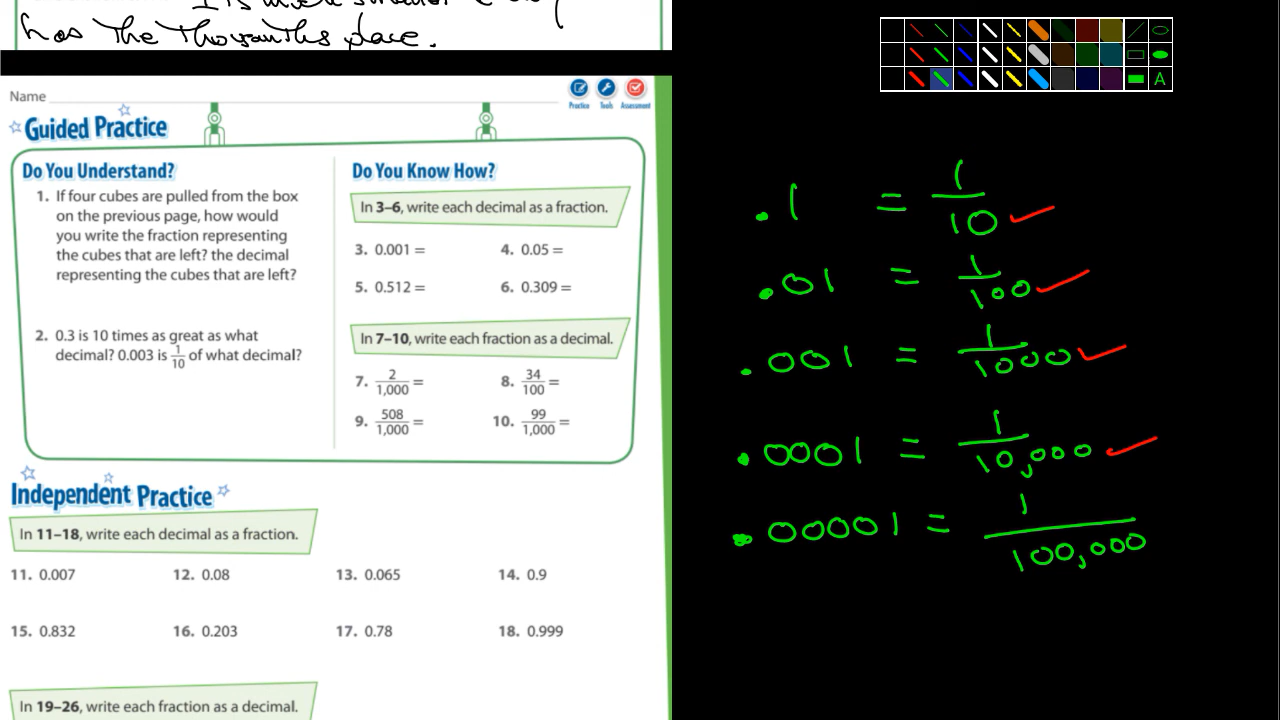 has the thousanths place.
Name
Practice Tools Assessment
Guided Practice
Do You Understand?
1. If four cubes are pulled from the box
on the previous page, how would
you write the fraction representing
the cubes that are left? the decimal
representing the cubes that are left?
2. 0.3 is 10 times as great as what
decimal? 0.003 is 1/10 of what decimal?
Do You Know How?
In 3–6, write each decimal as a fraction.
3. 0.001 = 4. 0.05 =
5. 0.512 = 6. 0.309 =
In 7–10, write each fraction as a decimal.
7. 2/1,000 = 8. 34/100 =
9. 508/1,000 = 10. 99/1,000 =
Independent Practice
In 11–18, write each decimal as a fraction.
11. 0.007 12. 0.08 13. 0.065 14. 0.9
15. 0.832 16. 0.203 17. 0.78 18. 0.999
In 19–26, write each fraction as a decimal.
A
.1 = 1/10
.01 = 1/100
.001 = 1/1000
.0001 = 1/10,000
.00001 = 1/100,000